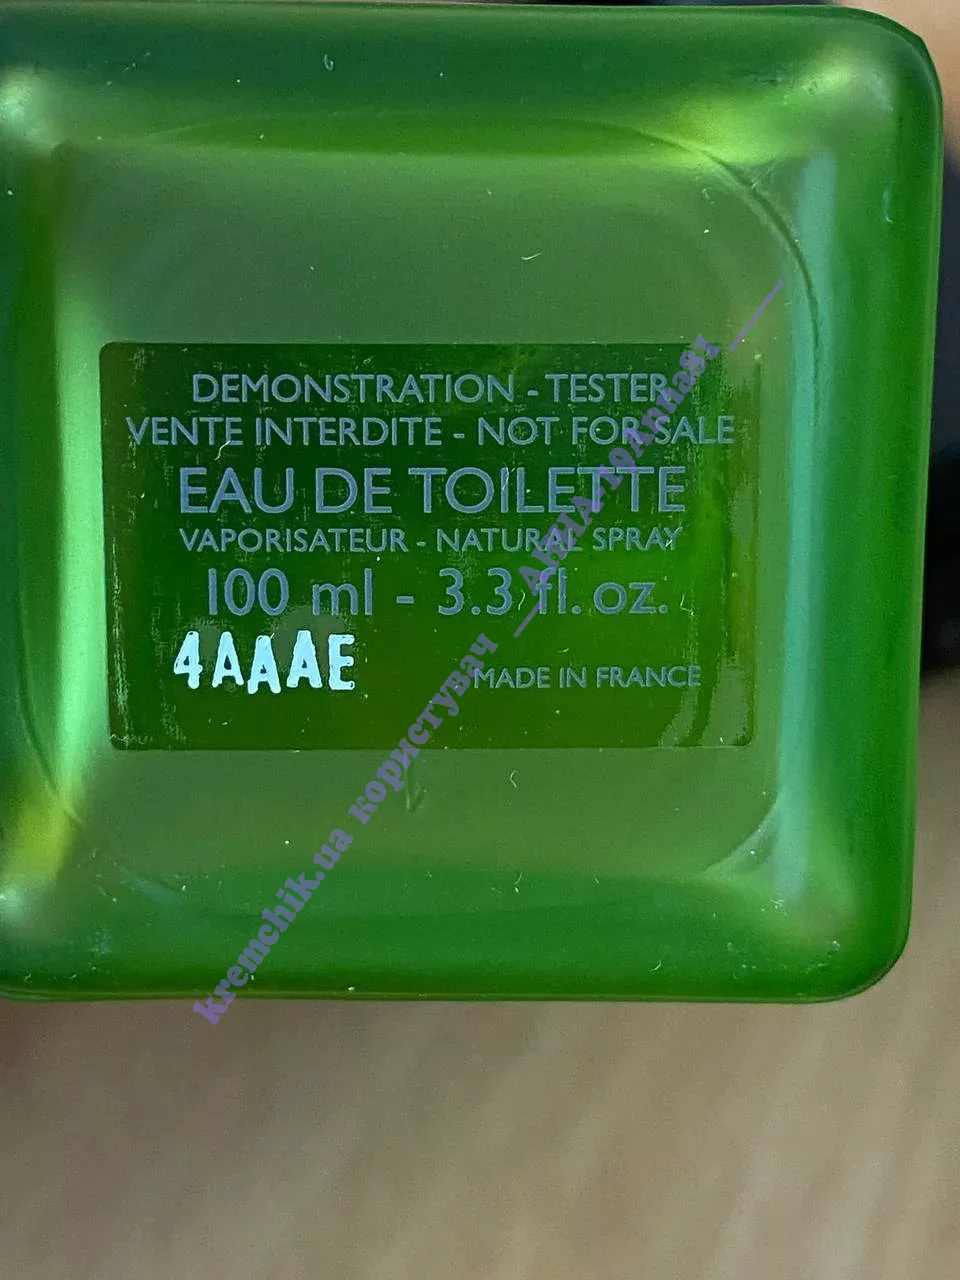 DEMONSTRATION - TESTER
VENTE INTERDITE - NOT FOR SALE
EAU DE TOILETTE
VAPORISATEUR - NATURAL SPRAY
100 ml - 3.3 fl. oz.
4AAAE
MADE IN FRANCE
kremchik.ua користувач